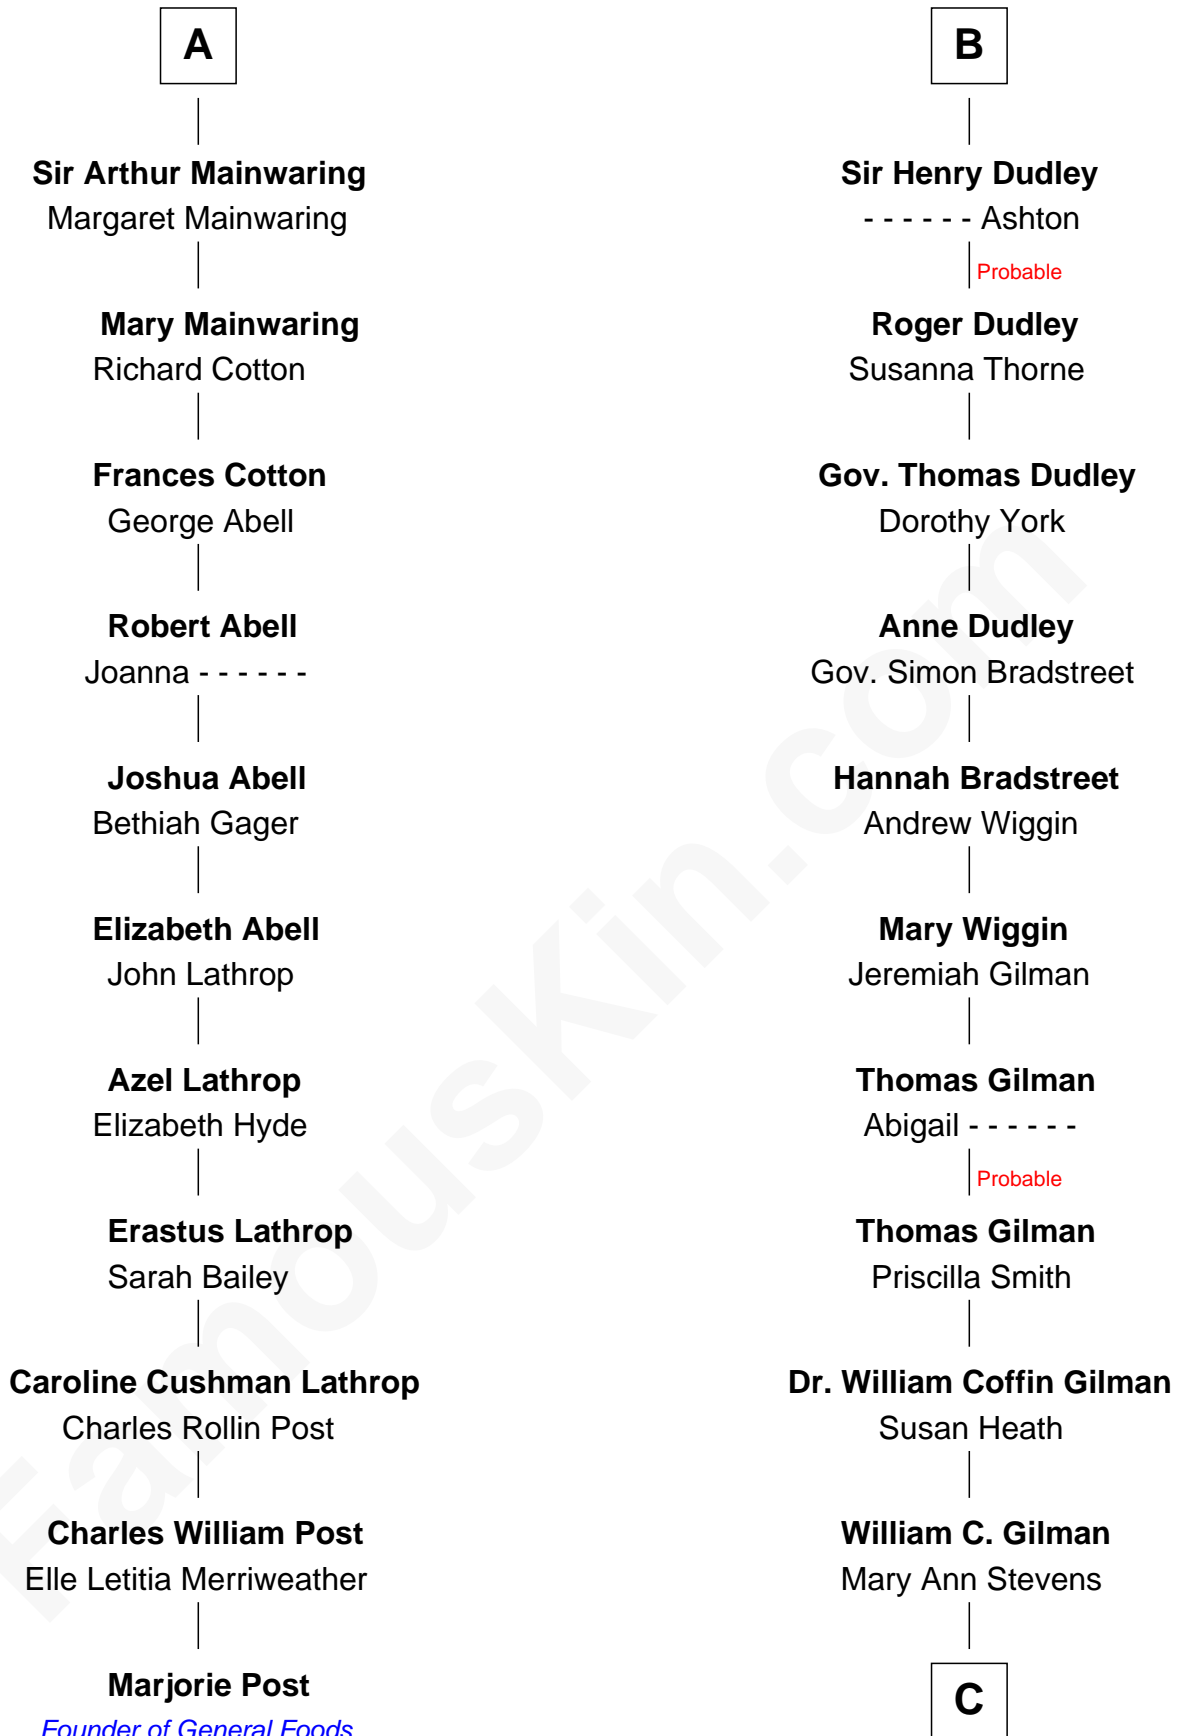 A
Sir Arthur Mainwaring
Margaret Mainwaring
Mary Mainwaring
Richard Cotton
Frances Cotton
George Abell
Robert Abell
Joanna - - - - - -
Joshua Abell
Bethiah Gager
Elizabeth Abell
John Lathrop
Azel Lathrop
Elizabeth Hyde
Erastus Lathrop
Sarah Bailey
Caroline Cushman Lathrop
Charles Rollin Post
Charles William Post
Elle Letitia Merriweather
Marjorie Post
Founder of General Foods
B
Sir Henry Dudley
- - - - - - Ashton
Probable
Roger Dudley
Susanna Thorne
Gov. Thomas Dudley
Dorothy York
Anne Dudley
Gov. Simon Bradstreet
Hannah Bradstreet
Andrew Wiggin
Mary Wiggin
Jeremiah Gilman
Thomas Gilman
Abigail - - - - - -
Probable
Thomas Gilman
Priscilla Smith
Dr. William Coffin Gilman
Susan Heath
William C. Gilman
Mary Ann Stevens
C
FamousKin.com